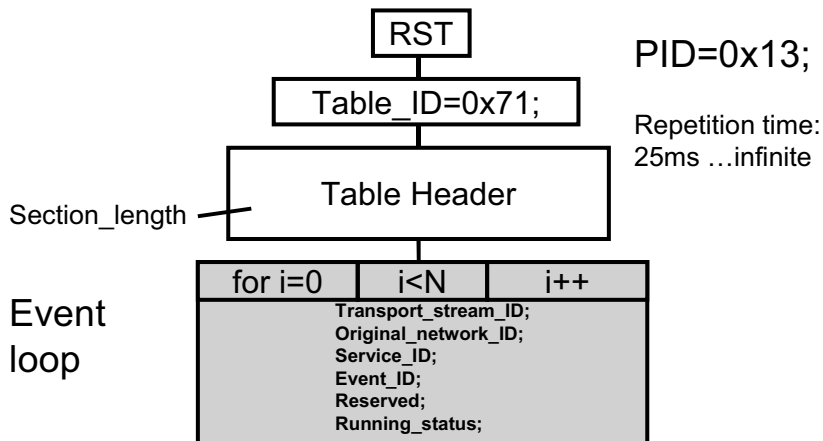 RST
PID=0x13;
Table_ID=0x71;
Repetition time:
25ms …infinite
Table Header
Section_length
for i=0 i<N i++
Event
loop
Transport_stream_ID;
Original_network_ID;
Service_ID;
Event_ID;
Reserved;
Running_status;